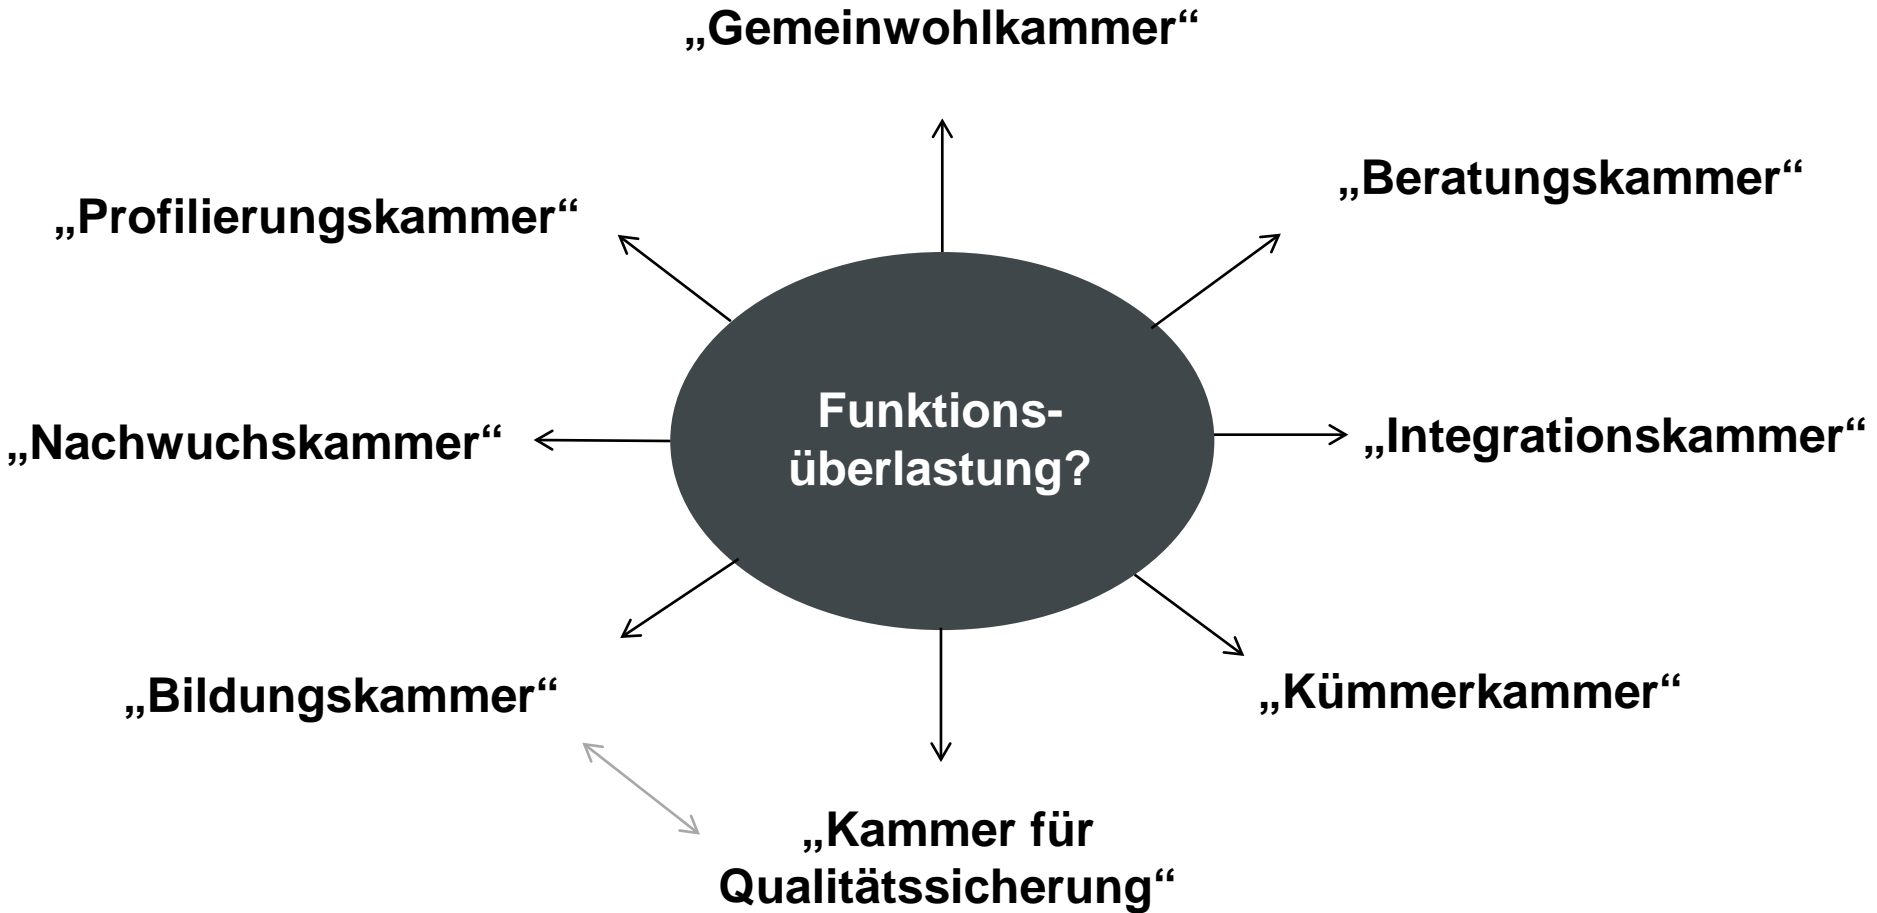 „Gemeinwohlkammer“
„Beratungskammer“
„Profilierungskammer“
Funktions-
überlastung?
„Nachwuchskammer“
„Integrationskammer“
„Bildungskammer“
„Kümmerkammer“
„Kammer für
Qualitätssicherung“